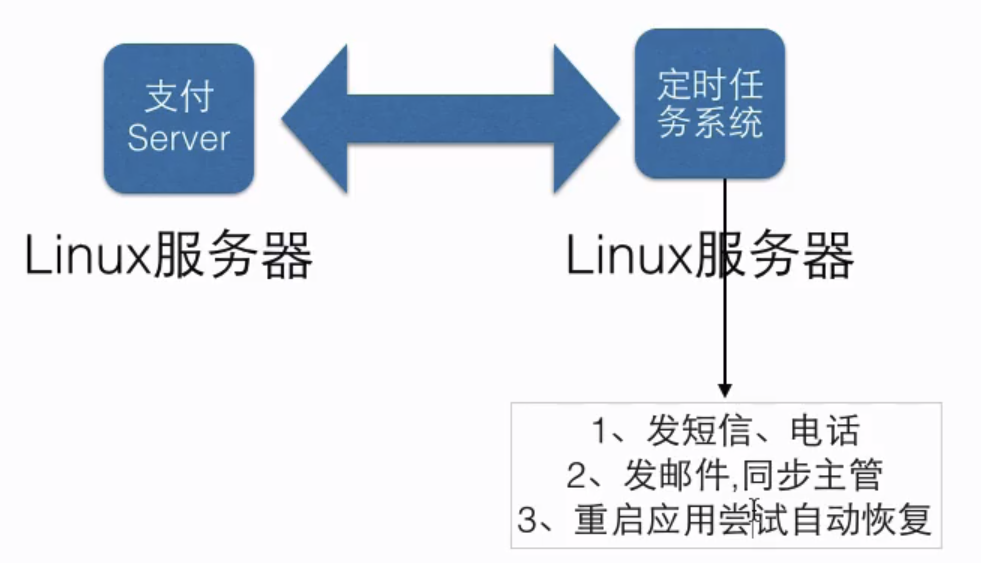 支付
Server
定时任
务系统
Linux服务器
Linux服务器
1、发短信、电话
2、发邮件,同步主管
3、重启应用尝试自动恢复